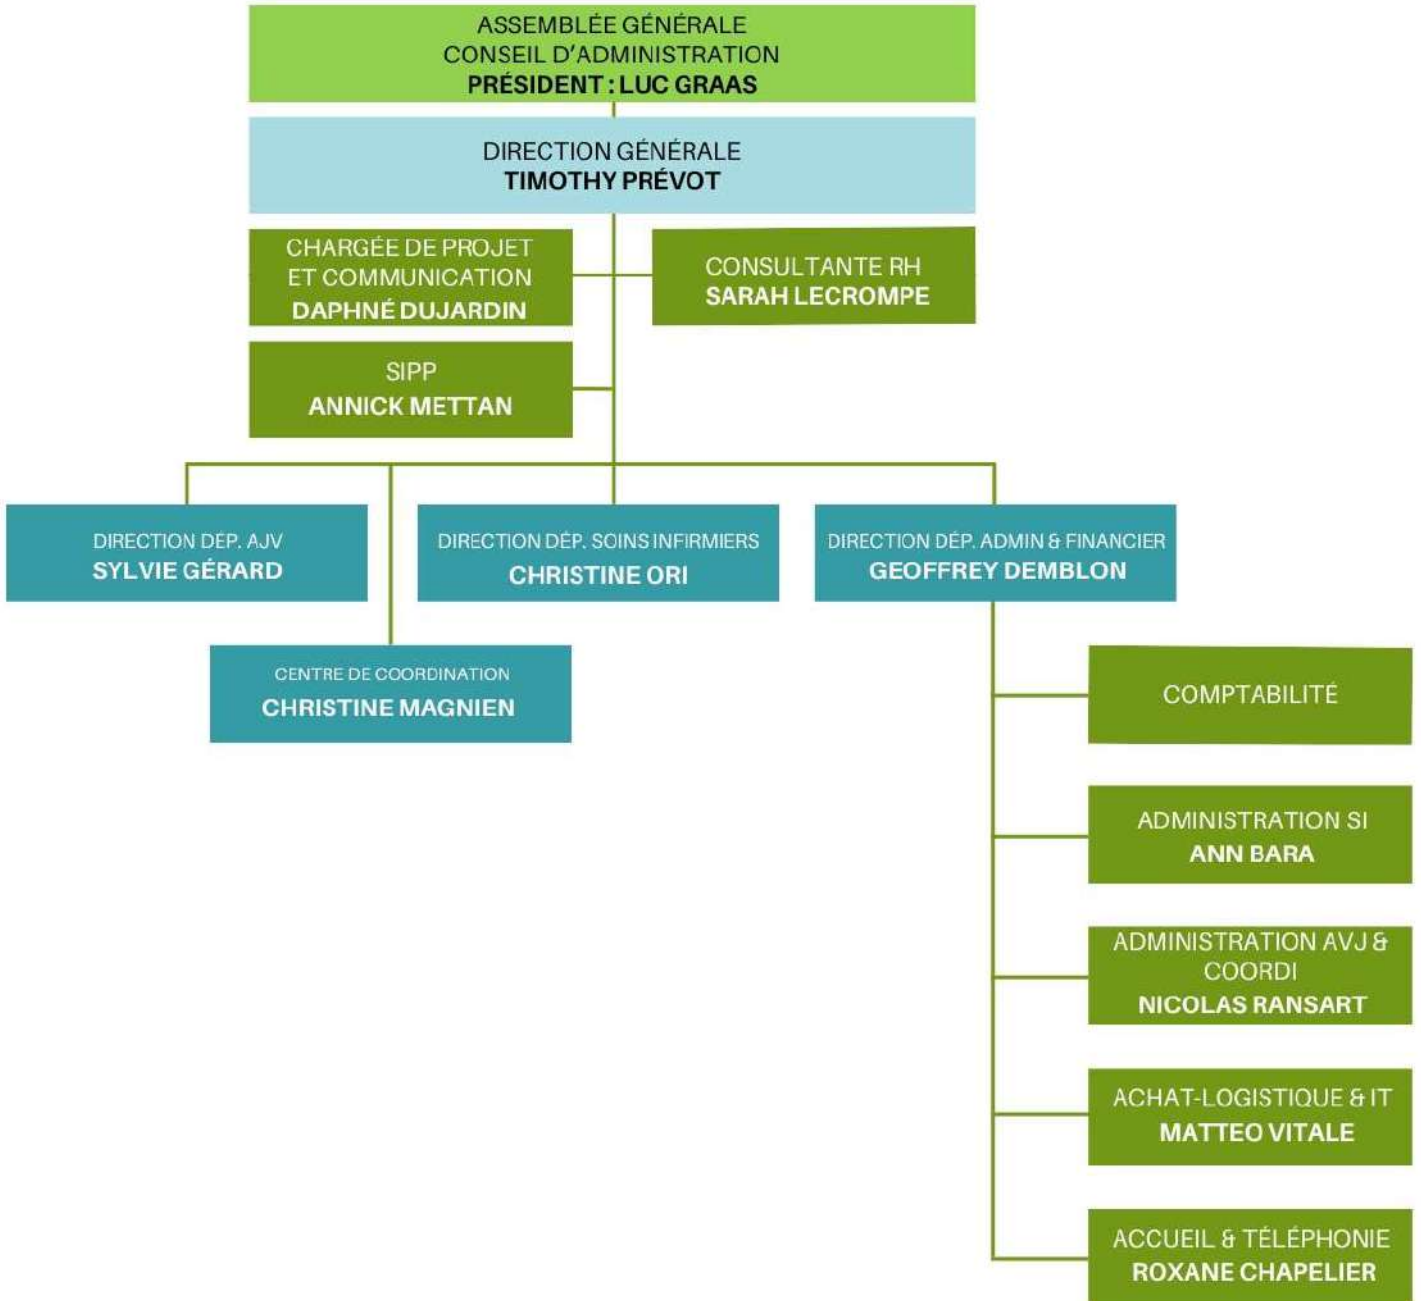 ASSEMBLÉE GÉNÉRALE
CONSEIL D'ADMINISTRATION
PRÉSIDENT : LUC GRAAS
DIRECTION GÉNÉRALE
TIMOTHY PRÉVOT
CHARGÉE DE PROJET
ET COMMUNICATION
DAPHNÉ DUJARDIN
CONSULTANTE RH
SARAH LECROMPE
SIPP
ANNICK METTAN
DIRECTION DÉP. AJV
SYLVIE GÉRARD
DIRECTION DÉP. SOINS INFIRMIERS
CHRISTINE ORI
DIRECTION DÉP. ADMIN & FINANCIER
GEOFFREY DEMBLON
CENTRE DE COORDINATION
CHRISTINE MAGNIEN
COMPTABILITÉ
ADMINISTRATION SI
ANN BARA
ADMINISTRATION AVJ &
COORDI
NICOLAS RANSART
ACHAT-LOGISTIQUE & IT
MATTEO VITALE
ACCUEIL & TÉLÉPHONIE
ROXANE CHAPELIER